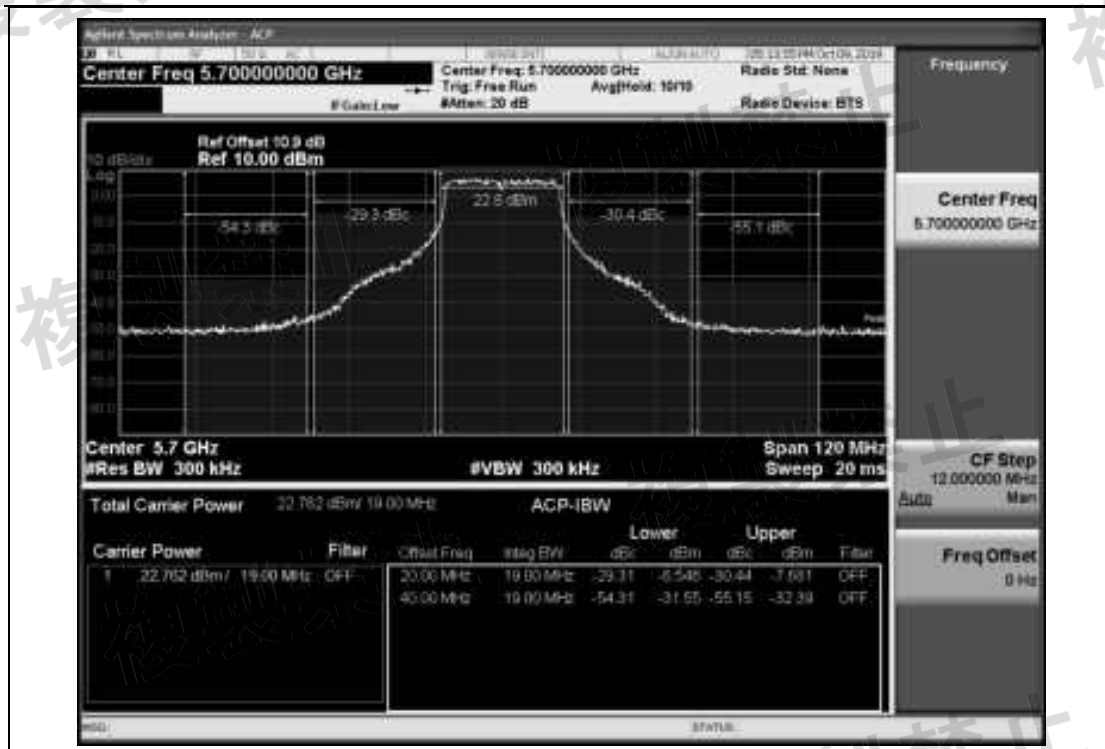 Agilent Spectrum Analyzer - ACP
Center Freq 5.700000000 GHz
Center Freq: 5.700000000 GHz
Radio Std: None
Trig: Free Run
Avg|Hold: 10/10
IFGain:Low
#Atten: 20 dB
Radio Device: BTS
Ref Offset 10.9 dB
10 dB/div
Ref 10.00 dBm
Log
22.8 dBm
-54.3 dBc
-29.3 dBc
-30.4 dBc
-55.1 dBc
Center 5.7 GHz
Span 120 MHz
#Res BW 300 kHz
#VBW 300 kHz
Sweep 20 ms
Total Carrier Power 22.762 dBm/ 19.00 MHz ACP-IBW
Lower Upper
Carrier Power Filter Offset Freq Integ BW dBc dBm dBc dBm Filter
1 22.762 dBm / 19.00 MHz OFF 20.00 MHz 19.00 MHz -29.31 -6.546 -30.44 -7.681 OFF
40.00 MHz 19.00 MHz -54.31 -31.55 -55.15 -32.39 OFF
STATUS
Frequency
Center Freq
5.700000000 GHz
CF Step
12.000000 MHz
Auto Man
Freq Offset
0 Hz
複製禁止